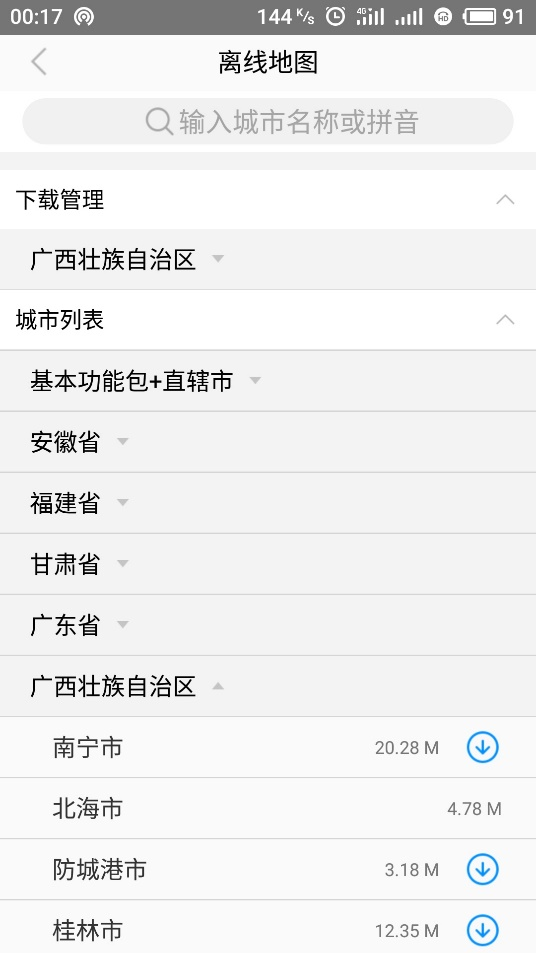 00:17 144 K/s 4G HD 91
离线地图
输入城市名称或拼音
下载管理
广西壮族自治区
城市列表
基本功能包+直辖市
安徽省
福建省
甘肃省
广东省
广西壮族自治区
南宁市 20.28 M
北海市 4.78 M
防城港市 3.18 M
桂林市 12.35 M